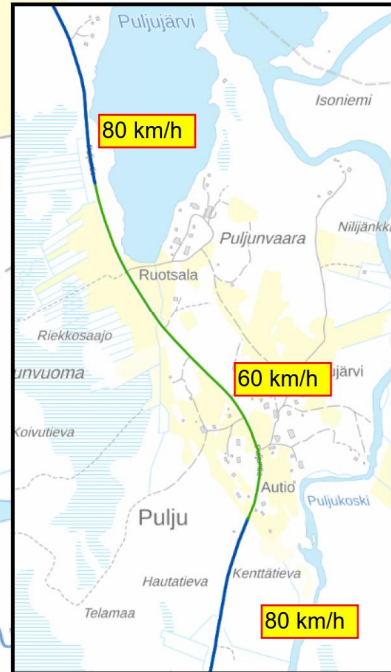 Puljujärvi
Isoniemi
80 km/h
Puljunvaara
Nilijänkk
Ruotsala
Riekkosaajo
unvuoma
60 km/h
ujärvi
Koivutieva
Autio
Puljukoski
Pulju
Hautatieva
Kenttätieva
Telamaa
80 km/h